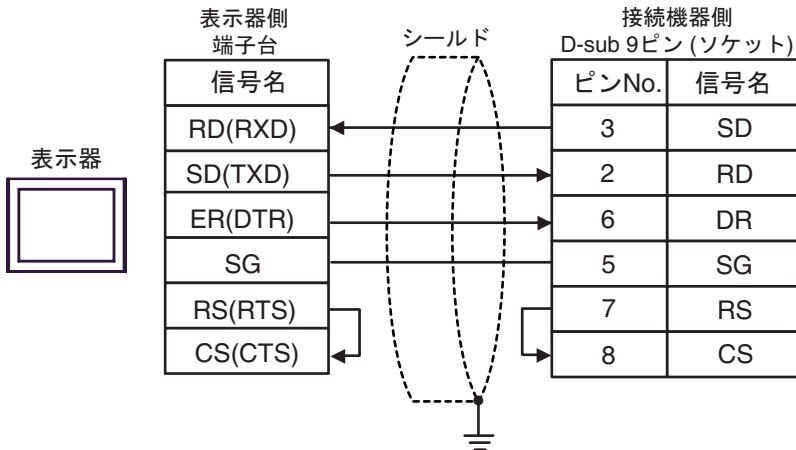 表示器側
端子台
シールド
接続機器側
D-sub 9ピン (ソケット)
信号名
ピンNo. 信号名
RD(RXD) 3 SD
表示器
SD(TXD) 2 RD
ER(DTR) 6 DR
SG 5 SG
RS(RTS) 7 RS
CS(CTS) 8 CS